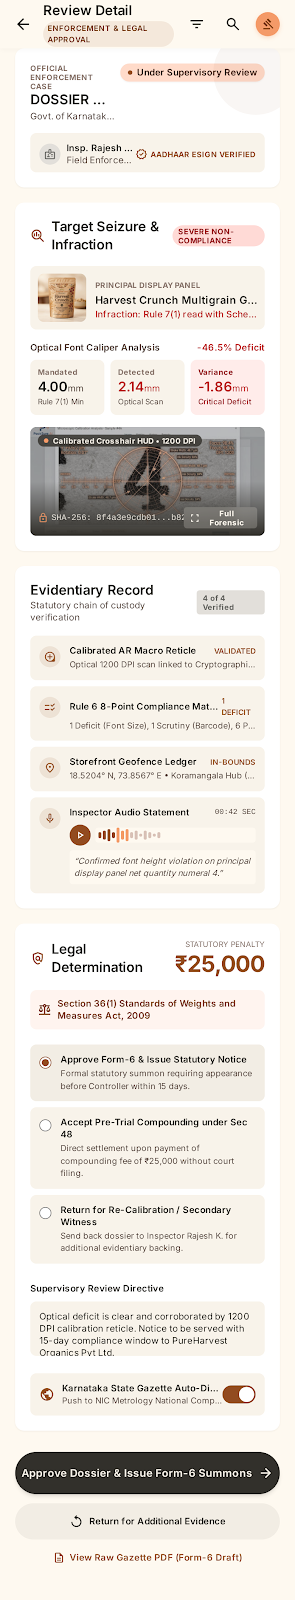 Review Detail
ENFORCEMENT & LEGAL
APPROVAL
OFFICIAL
ENFORCEMENT
CASE
Under Supervisory Review
DOSSIER ...
Govt. of Karnatak...
Insp. Rajesh ...
Field Enforce...
AADHAAR ESIGN VERIFIED
Target Seizure &
Infraction
SEVERE NON-
COMPLIANCE
PRINCIPAL DISPLAY PANEL
Harvest Crunch Multigrain G...
Infraction: Rule 7(1) read with Sche...
Optical Font Caliper Analysis
-46.5% Deficit
Mandated
4.00mm
Rule 7(1) Min
Detected
2.14mm
Optical Scan
Variance
-1.86mm
Critical Deficit
Calibrated Crosshair HUD • 1200 DPI
4
SHA-256: 8f4a3e9cdb01...b82
Full
Forensic
Evidentiary Record
Statutory chain of custody
verification
4 of 4
Verified
Calibrated AR Macro Reticle
VALIDATED
Optical 1200 DPI scan linked to Cryptographi...
Rule 6 8-Point Compliance Mat...
1
DEFICIT
1 Deficit (Font Size), 1 Scrutiny (Barcode), 6 P...
Storefront Geofence Ledger
IN-BOUNDS
18.5204° N, 73.8567° E • Koramangala Hub (...
Inspector Audio Statement
00:42 SEC
“Confirmed font height violation on principal
display panel net quantity numeral 4.”
Legal
Determination
STATUTORY PENALTY
₹25,000
Section 36(1) Standards of Weights and
Measures Act, 2009
Approve Form-6 & Issue Statutory Notice
Formal statutory summon requiring appearance
before Controller within 15 days.
Accept Pre-Trial Compounding under Sec
48
Direct settlement upon payment of
compounding fee of ₹25,000 without court
filing.
Return for Re-Calibration / Secondary
Witness
Send back dossier to Inspector Rajesh K. for
additional evidentiary backing.
Supervisory Review Directive
Optical deficit is clear and corroborated by 1200
DPI calibration reticle. Notice to be served with
15-day compliance window to PureHarvest
Organics Pvt Ltd.
Karnataka State Gazette Auto-Di...
Push to NIC Metrology National Comp...
Approve Dossier & Issue Form-6 Summons
Return for Additional Evidence
View Raw Gazette PDF (Form-6 Draft)